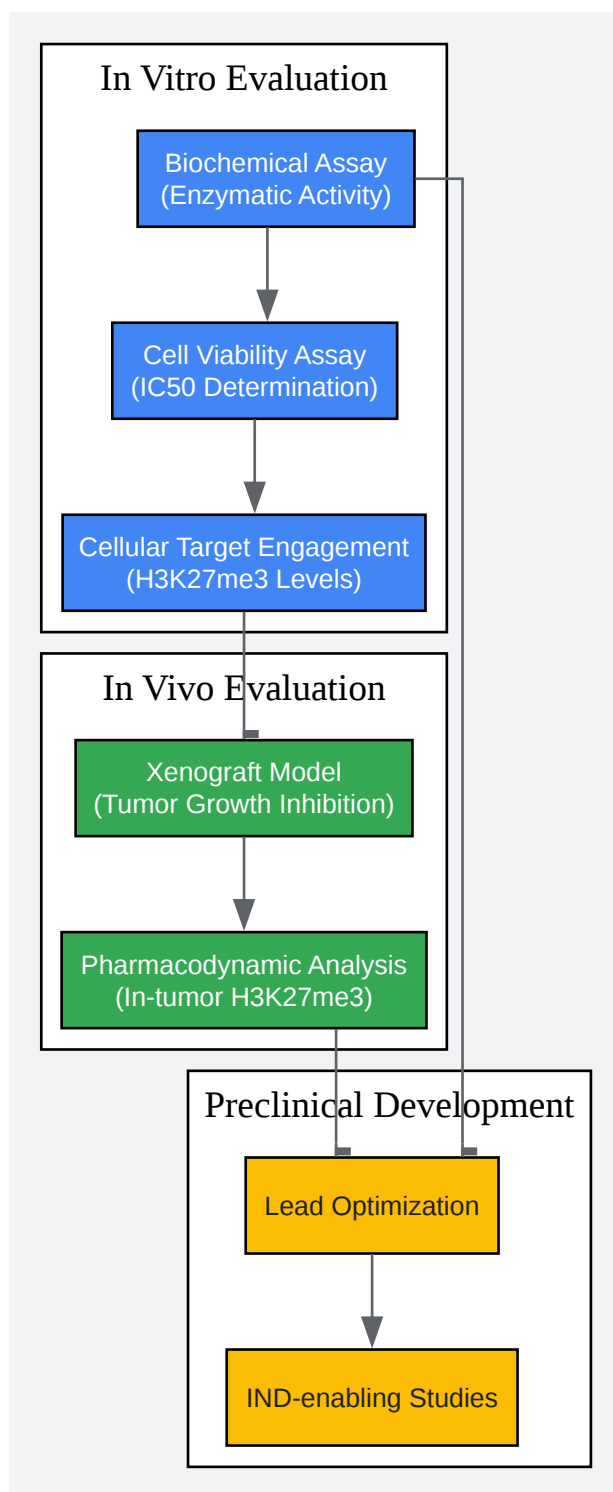 In Vitro Evaluation
Biochemical Assay
(Enzymatic Activity)
Cell Viability Assay
(IC50 Determination)
Cellular Target Engagement
(H3K27me3 Levels)
In Vivo Evaluation
Xenograft Model
(Tumor Growth Inhibition)
Pharmacodynamic Analysis
(In-tumor H3K27me3)
Preclinical Development
Lead Optimization
IND-enabling Studies